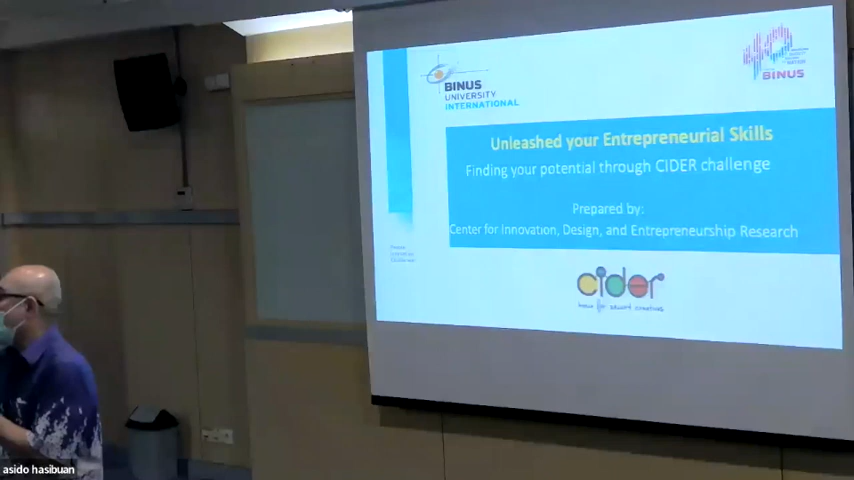 BINUS
UNIVERSITY
INTERNATIONAL
BINUS
Unleashed your Entrepreneurial Skills
Finding your potential through CIDER challenge
Prepared by:
Center for Innovation, Design, and Entrepreneurship Research
cider
asido hasibuan